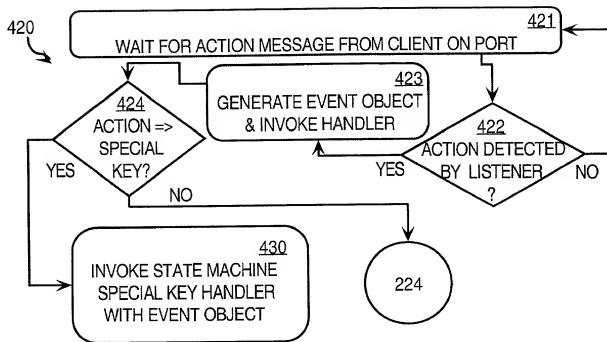 420
421
WAIT FOR ACTION MESSAGE FROM CLIENT ON PORT
423
GENERATE EVENT OBJECT
& INVOKE HANDLER
424
ACTION =>
SPECIAL
KEY?
YES
NO
422
ACTION DETECTED
BY LISTENER
?
YES
NO
430
INVOKE STATE MACHINE
SPECIAL KEY HANDLER
WITH EVENT OBJECT
224